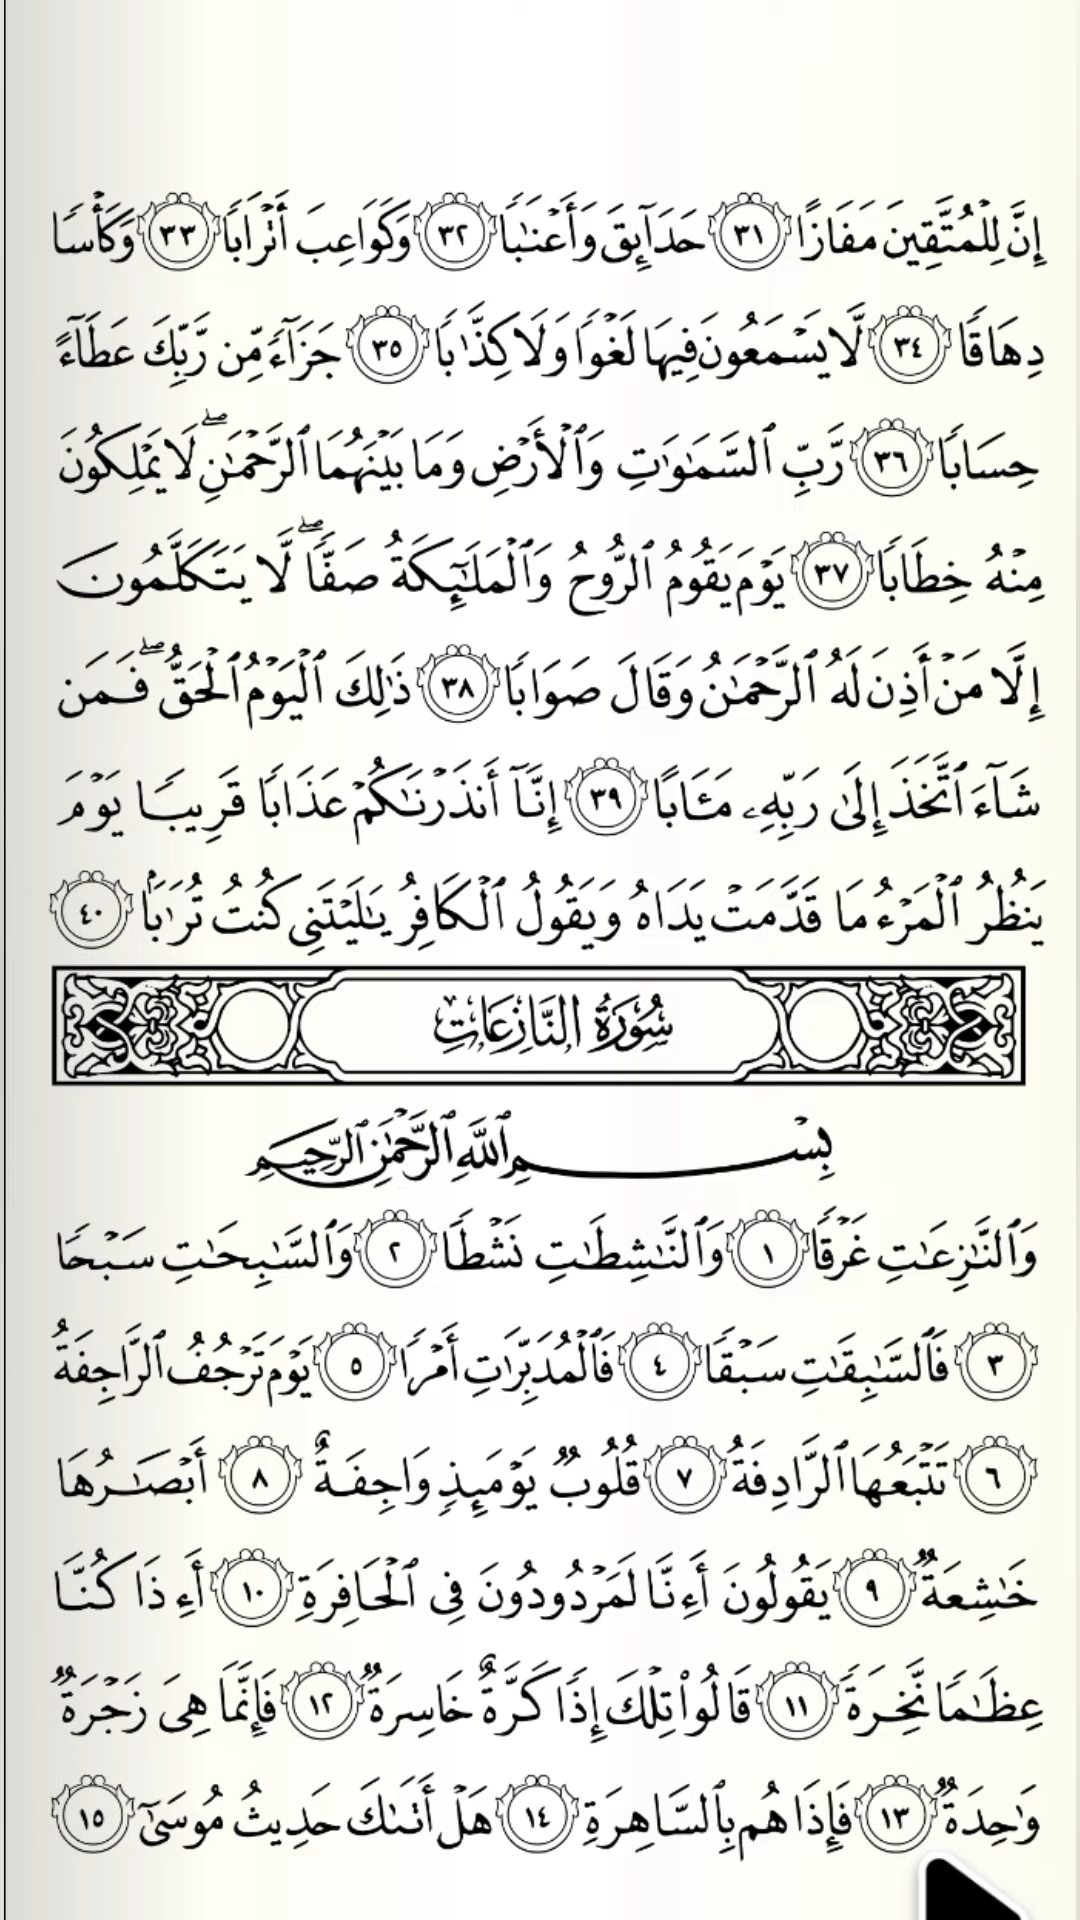 إِنَّ لِلۡمُتَّقِينَ مَفَازًا ٣١ حَدَآئِقَ وَأَعۡنَٰبٗا ٣٢ وَكَوَاعِبَ أَتۡرَابٗا ٣٣ وَكَأۡسٗا
دِهَاقٗا ٣٤ لَّا يَسۡمَعُونَ فِيهَا لَغۡوٗا وَلَا كِذَّٰبٗا ٣٥ جَزَآءٗ مِّن رَّبِّكَ عَطَآءً
حِسَابٗا ٣٦ رَّبِّ ٱلسَّمَٰوَٰتِ وَٱلۡأَرۡضِ وَمَا بَيۡنَهُمَا ٱلرَّحۡمَٰنِۖ لَا يَمۡلِكُونَ
مِنۡهُ خِطَابٗا ٣٧ يَوۡمَ يَقُومُ ٱلرُّوحُ وَٱلۡمَلَٰٓئِكَةُ صَفّٗاۖ لَّا يَتَكَلَّمُونَ
إِلَّا مَنۡ أَذِنَ لَهُ ٱلرَّحۡمَٰنُ وَقَالَ صَوَابٗا ٣٨ ذَٰلِكَ ٱلۡيَوۡمُ ٱلۡحَقُّۖ فَمَن
شَآءَ ٱتَّخَذَ إِلَىٰ رَبِّهِۦ مَـَٔابًا ٣٩ إِنَّآ أَنذَرۡنَٰكُمۡ عَذَابٗا قَرِيبٗا يَوۡمَ
يَنظُرُ ٱلۡمَرۡءُ مَا قَدَّمَتۡ يَدَاهُ وَيَقُولُ ٱلۡكَافِرُ يَٰلَيۡتَنِي كُنتُ تُرَٰبَۢا ٤٠
سُورَةُ النَّازِعَاتِ
بِسۡمِ ٱللَّهِ ٱلرَّحۡمَٰنِ ٱلرَّحِيمِ
وَٱلنَّٰزِعَٰتِ غَرۡقٗا ١ وَٱلنَّٰشِطَٰتِ نَشۡطٗا ٢ وَٱلسَّٰبِحَٰتِ سَبۡحٗا
٣ فَٱلسَّٰبِقَٰتِ سَبۡقٗا ٤ فَٱلۡمُدَبِّرَٰتِ أَمۡرٗا ٥ يَوۡمَ تَرۡجُفُ ٱلرَّاجِفَةُ
٦ تَتۡبَعُهَا ٱلرَّادِفَةُ ٧ قُلُوبٞ يَوۡمَئِذٖ وَاجِفَةٌ ٨ أَبۡصَٰرُهَا
خَٰشِعَةٞ ٩ يَقُولُونَ أَءِنَّا لَمَرۡدُودُونَ فِي ٱلۡحَافِرَةِ ١٠ أَءِذَا كُنَّا
عِظَٰمٗا نَّخِرَةٗ ١١ قَالُواْ تِلۡكَ إِذٗا كَرَّةٌ خَاسِرَةٞ ١٢ فَإِنَّمَا هِيَ زَجۡرَةٞ
وَٰحِدَةٞ ١٣ فَإِذَا هُم بِٱلسَّاهِرَةِ ١٤ هَلۡ أَتَىٰكَ حَدِيثُ مُوسَىٰٓ ١٥